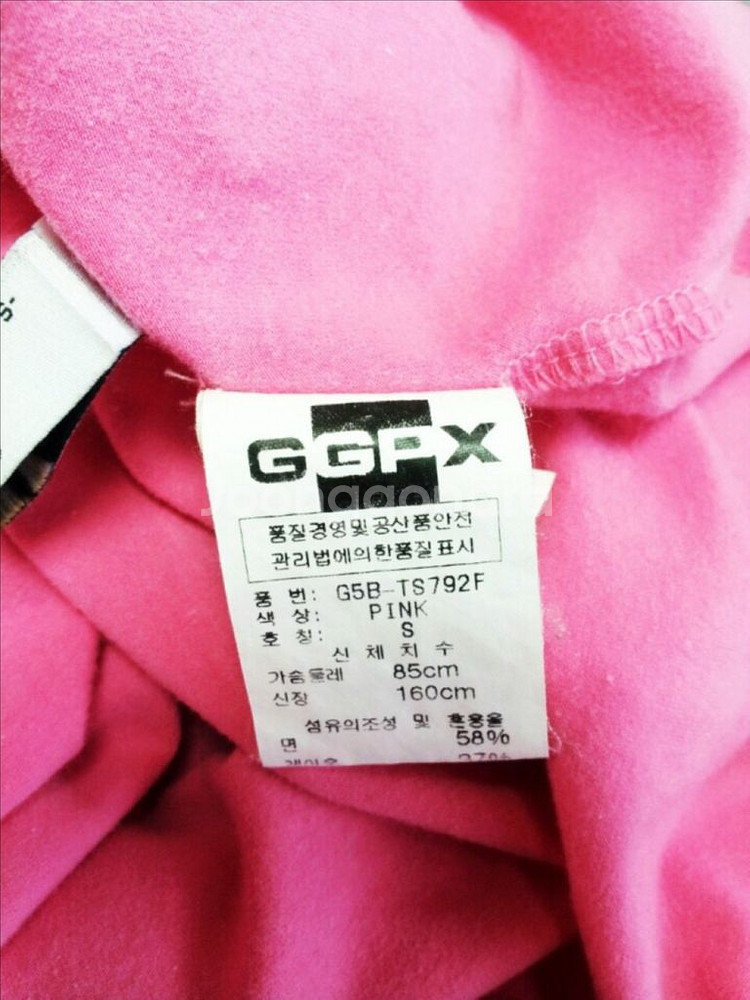 GGPX
품질경영및공산품안전
관리법에의한품질표시
품 번: G5B-TS792F
색 상: PINK
호 칭: S
신 체 치 수
가슴둘레 85cm
신장 160cm
섬유의조성 및 혼용율
면 58%